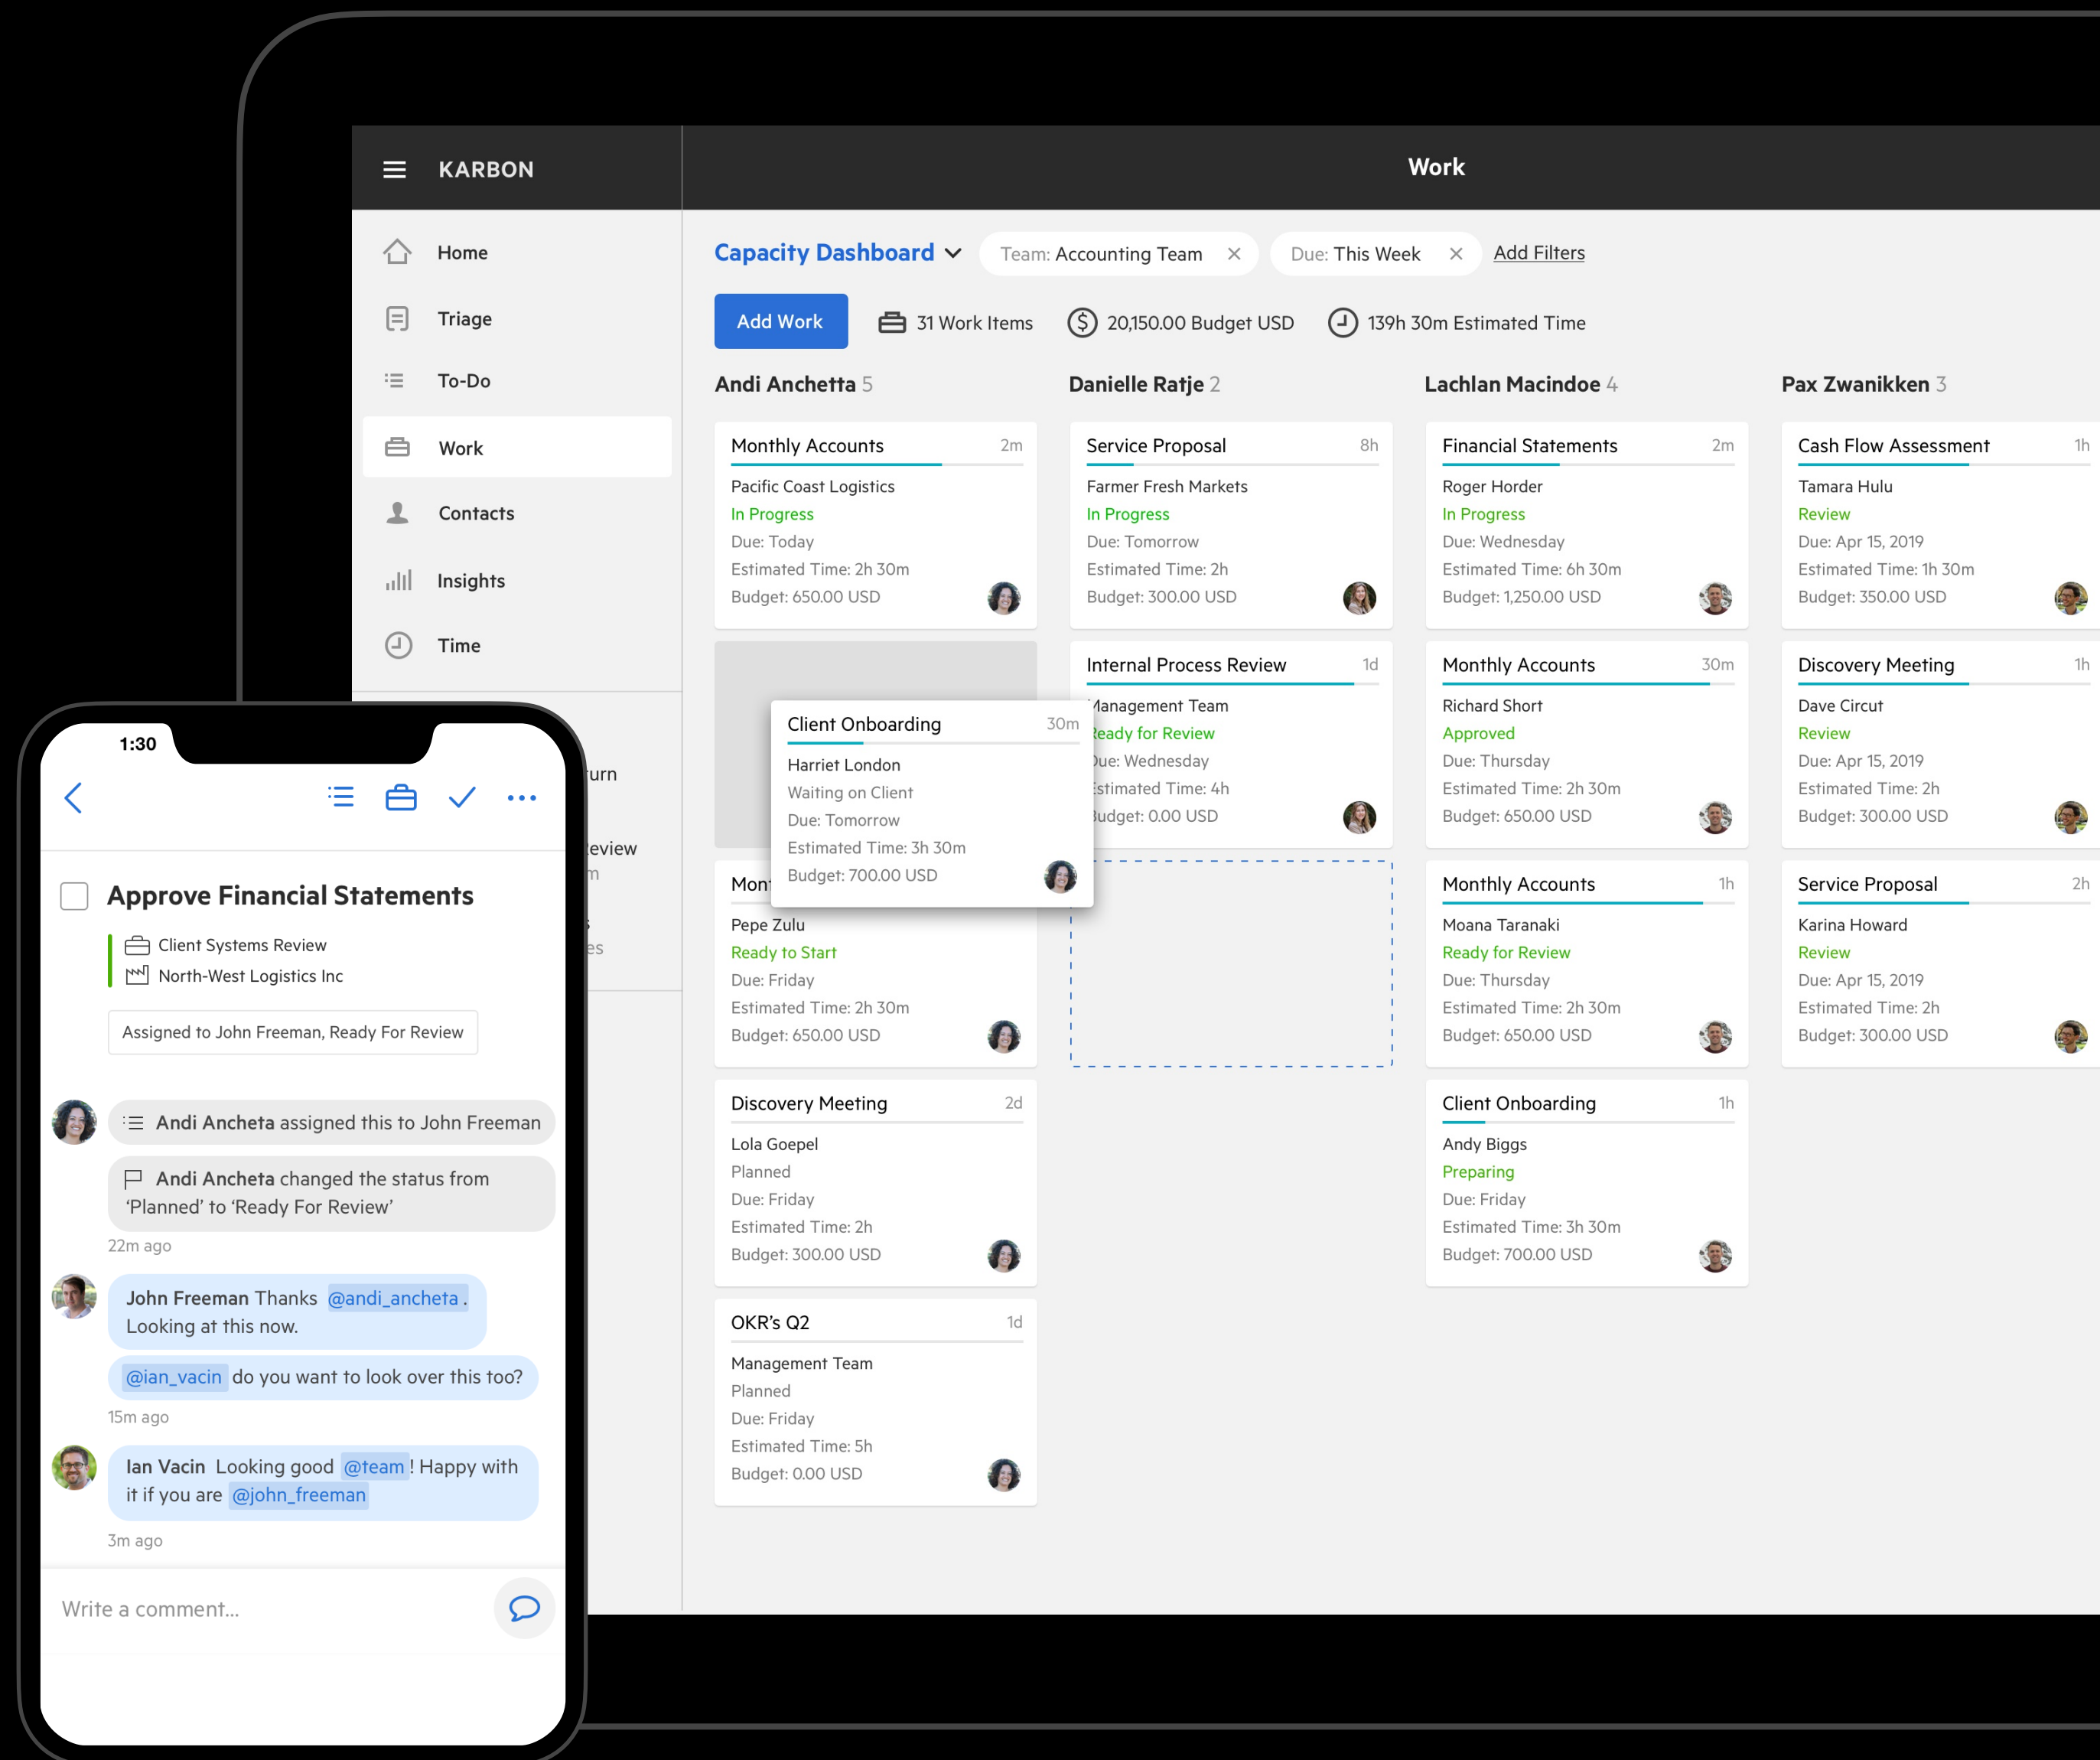 KARBON
Work
Home
Triage
To-Do
Work
Contacts
Insights
Time
Capacity Dashboard
Team: Accounting Team
Due: This Week
Add Filters
Add Work
31 Work Items
20,150.00 Budget USD
139h 30m Estimated Time
Andi Anchetta 5
Monthly Accounts 2m
Pacific Coast Logistics
In Progress
Due: Today
Estimated Time: 2h 30m
Budget: 650.00 USD
Client Onboarding 30m
Harriet London
Waiting on Client
Due: Tomorrow
Estimated Time: 3h 30m
Budget: 700.00 USD
Pepe Zulu
Ready to Start
Due: Friday
Estimated Time: 2h 30m
Budget: 650.00 USD
Discovery Meeting 2d
Lola Goepel
Planned
Due: Friday
Estimated Time: 2h
Budget: 300.00 USD
OKR’s Q2 1d
Management Team
Planned
Due: Friday
Estimated Time: 5h
Budget: 0.00 USD
Danielle Ratje 2
Service Proposal 8h
Farmer Fresh Markets
In Progress
Due: Tomorrow
Estimated Time: 2h
Budget: 300.00 USD
Internal Process Review 1d
Management Team
Ready for Review
Due: Wednesday
Estimated Time: 4h
Budget: 0.00 USD
Lachlan Macindoe 4
Financial Statements 2m
Roger Horder
In Progress
Due: Wednesday
Estimated Time: 6h 30m
Budget: 1,250.00 USD
Monthly Accounts 30m
Richard Short
Approved
Due: Thursday
Estimated Time: 2h 30m
Budget: 650.00 USD
Monthly Accounts 1h
Moana Taranaki
Ready for Review
Due: Thursday
Estimated Time: 2h 30m
Budget: 650.00 USD
Client Onboarding 1h
Andy Biggs
Preparing
Due: Friday
Estimated Time: 3h 30m
Budget: 700.00 USD
Pax Zwanikken 3
Cash Flow Assessment 1h
Tamara Hulu
Review
Due: Apr 15, 2019
Estimated Time: 1h 30m
Budget: 350.00 USD
Discovery Meeting 1h
Dave Circut
Review
Due: Apr 15, 2019
Estimated Time: 2h
Budget: 300.00 USD
Service Proposal 2h
Karina Howard
Review
Due: Apr 15, 2019
Estimated Time: 2h
Budget: 300.00 USD
1:30
Approve Financial Statements
Client Systems Review
North-West Logistics Inc
Assigned to John Freeman, Ready For Review
Andi Ancheta assigned this to John Freeman
Andi Ancheta changed the status from
‘Planned’ to ‘Ready For Review’
22m ago
John Freeman Thanks @andi_ancheta .
Looking at this now.
@ian_vacin do you want to look over this too?
15m ago
Ian Vacin Looking good @team ! Happy with
it if you are @john_freeman
3m ago
Write a comment...